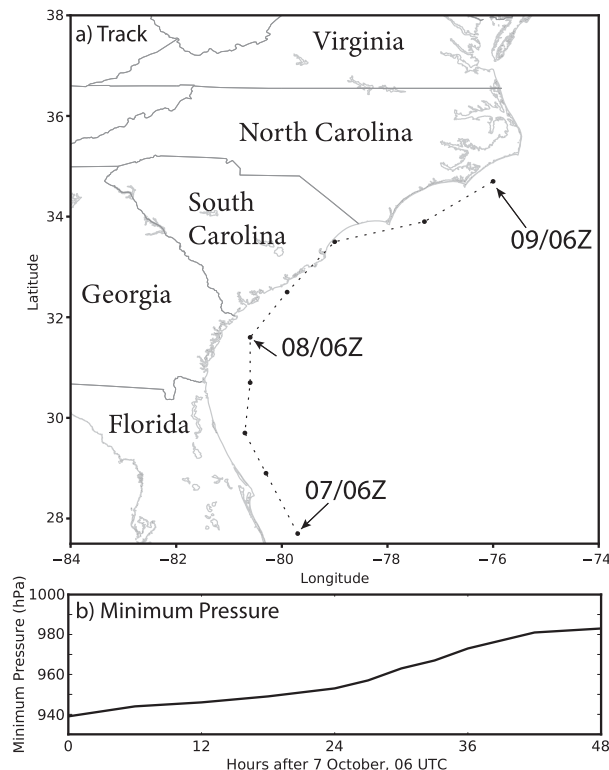 38
a) Track
Virginia
36
North Carolina
South
Carolina
34
09/06Z
Latitude
Georgia
32
08/06Z
30
Florida
07/06Z
28
−84
−82
−80
−78
−76
−74
Longitude
Minimum Pressure (hPa)
1000
b) Minimum Pressure
980
960
940
0
12
24
36
48
Hours after 7 October, 06 UTC